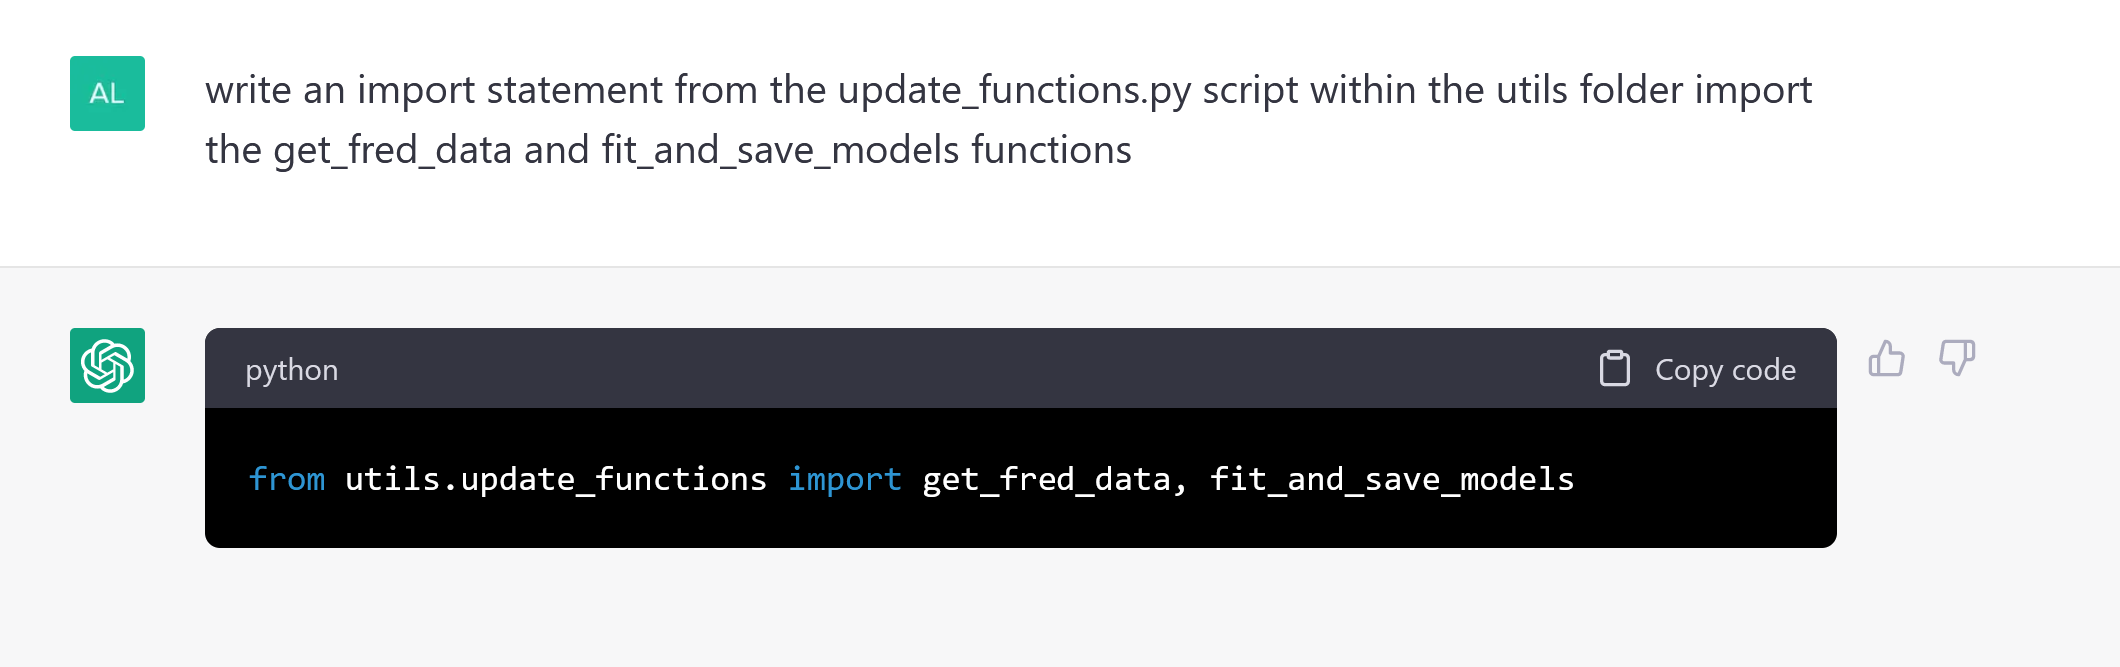 AL
write an import statement from the update_functions.py script within the utils folder import
the get_fred_data and fit_and_save_models functions
python
Copy code
from utils.update_functions import get_fred_data, fit_and_save_models